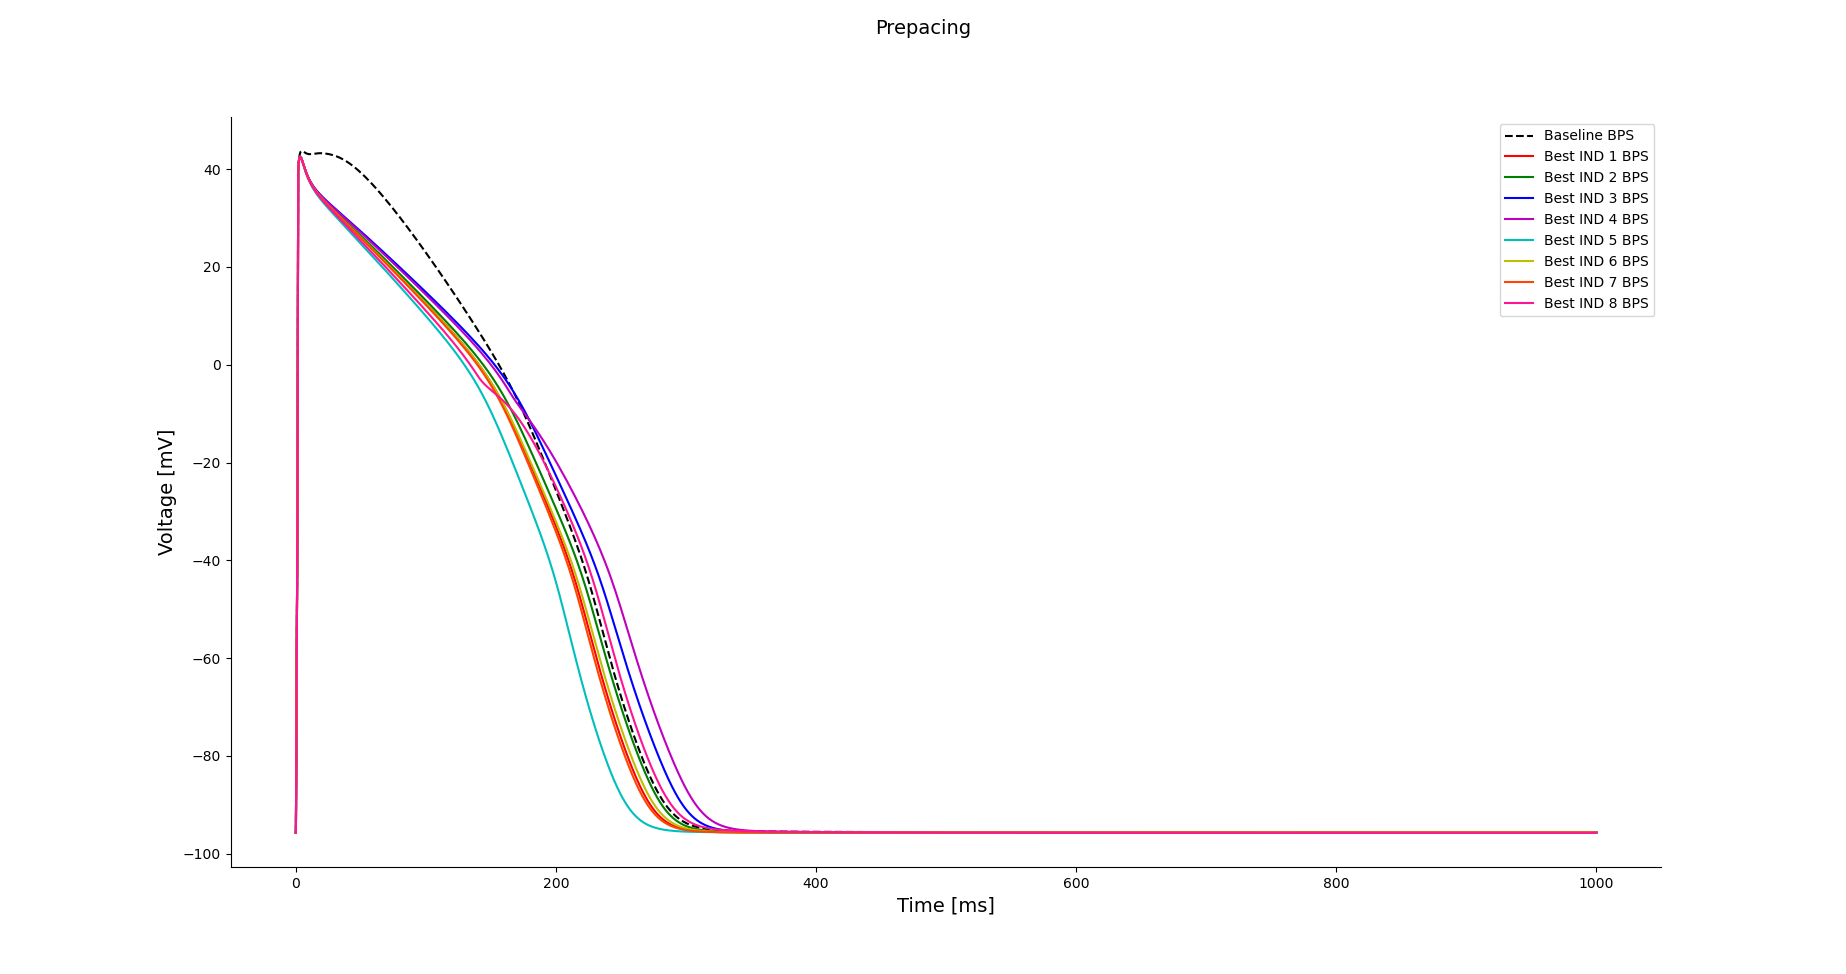 Prepacing
Baseline BPS
Best IND 1 BPS
Best IND 2 BPS
Best IND 3 BPS
Best IND 4 BPS
Best IND 5 BPS
Best IND 6 BPS
Best IND 7 BPS
Best IND 8 BPS
Voltage [mV]
40
20
0
−20
−40
−60
−80
−100
0 200 400 600 800 1000
Time [ms]